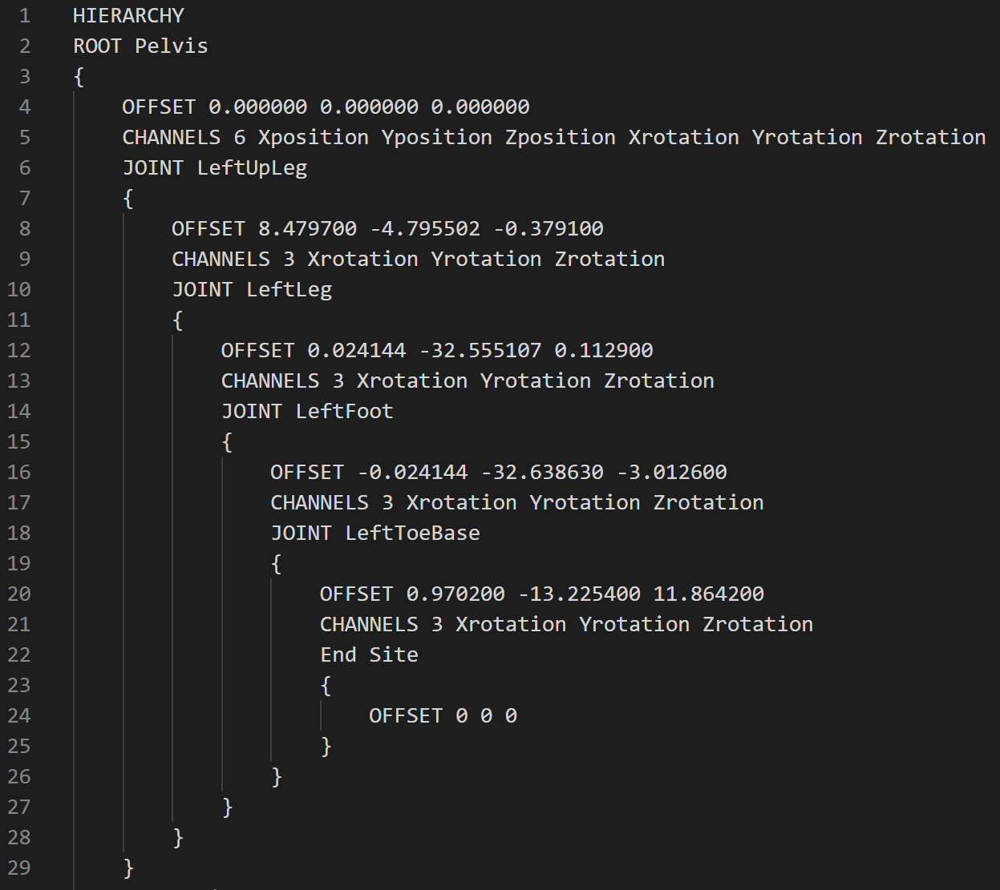 1 HIERARCHY
2 ROOT Pelvis
3 {
4 OFFSET 0.000000 0.000000 0.000000
5 CHANNELS 6 Xposition Yposition Zposition Xrotation Yrotation Zrotation
6 JOINT LeftUpLeg
7 {
8 OFFSET 8.479700 -4.795502 -0.379100
9 CHANNELS 3 Xrotation Yrotation Zrotation
10 JOINT LeftLeg
11 {
12 OFFSET 0.024144 -32.555107 0.112900
13 CHANNELS 3 Xrotation Yrotation Zrotation
14 JOINT LeftFoot
15 {
16 OFFSET -0.024144 -32.638630 -3.012600
17 CHANNELS 3 Xrotation Yrotation Zrotation
18 JOINT LeftToeBase
19 {
20 OFFSET 0.970200 -13.225400 11.864200
21 CHANNELS 3 Xrotation Yrotation Zrotation
22 End Site
23 {
24 OFFSET 0 0 0
25 }
26 }
27 }
28 }
29 }